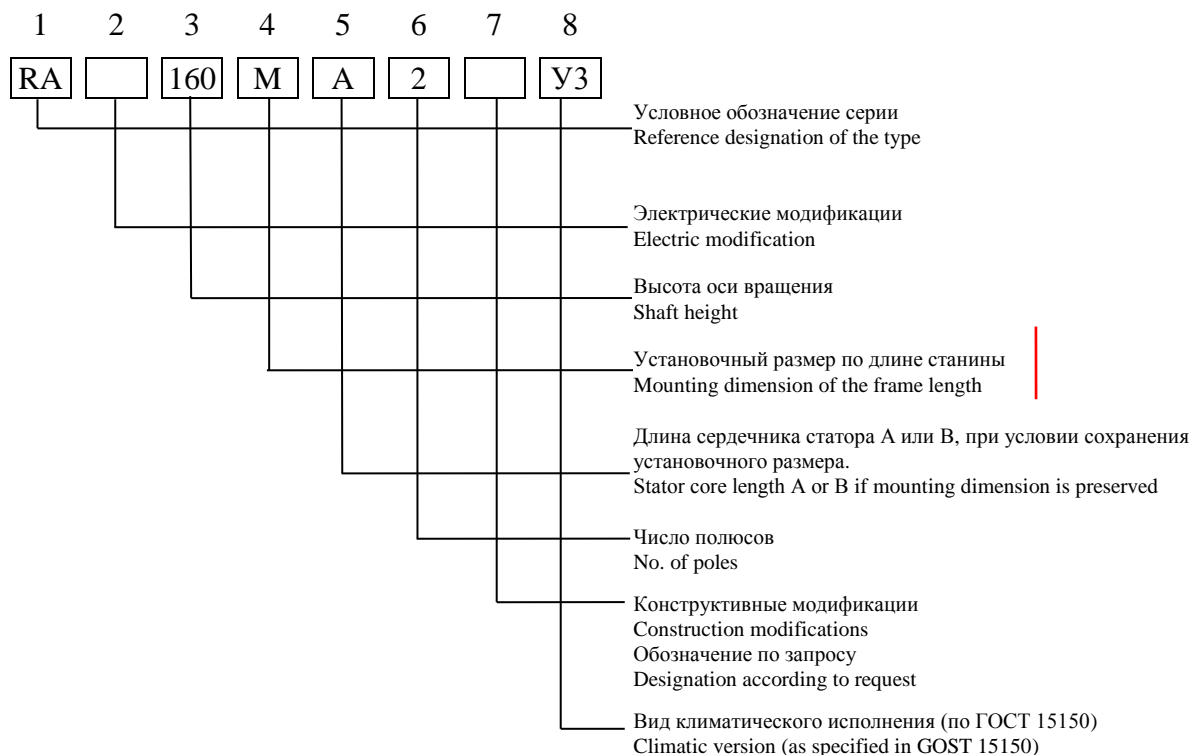 1 2 3 4 5 6 7 8
RA 160 M A 2 У3
Условное обозначение серии
Reference designation of the type
Электрические модификации
Electric modification
Высота оси вращения
Shaft height
Установочный размер по длине станины
Mounting dimension of the frame length
Длина сердечника статора А или В, при условии сохранения
установочного размера.
Stator core length A or B if mounting dimension is preserved
Число полюсов
No. of poles
Конструктивные модификации
Construction modifications
Обозначение по запросу
Designation according to request
Вид климатического исполнения (по ГОСТ 15150)
Climatic version (as specified in GOST 15150)